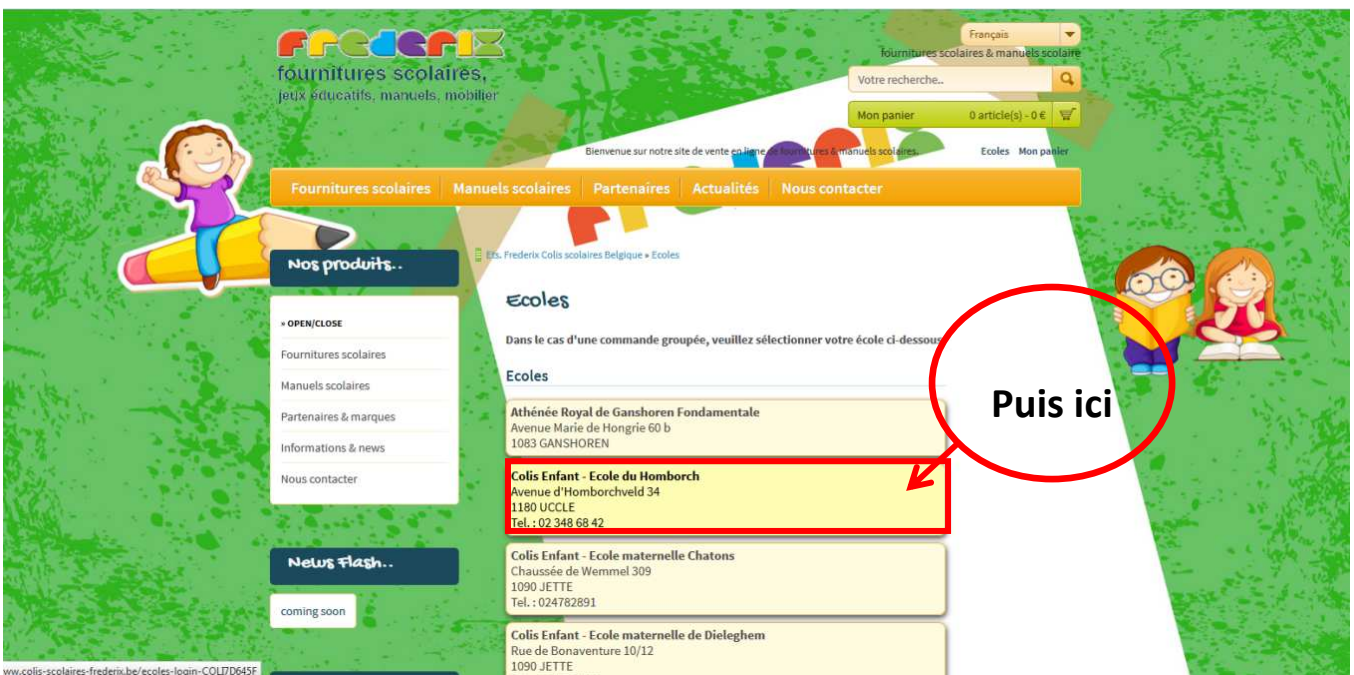 FREDERIX
fournitures scolaires,
jeux éducatifs, manuels, mobilier
Français
fournitures scolaires & manuels scolaire
Votre recherche..
Mon panier 0 article(s) - 0 €
Bienvenue sur notre site de vente en ligne de fournitures & manuels scolaires.
Ecoles Mon panier
Fournitures scolaires Manuels scolaires Partenaires Actualités Nous contacter
Nos produits..
» OPEN/CLOSE
Fournitures scolaires
Manuels scolaires
Partenaires & marques
Informations & news
Nous contacter
News Flash..
coming soon
Ets. Frederix Colis scolaires Belgique » Ecoles
Ecoles
Dans le cas d'une commande groupée, veuillez sélectionner votre école ci-dessous
Ecoles
Athénée Royal de Ganshoren Fondamentale
Avenue Marie de Hongrie 60 b
1083 GANSHOREN
Colis Enfant - Ecole du Homborch
Avenue d'Homborchveld 34
1180 UCCLE
Tel. : 02 348 68 42
Colis Enfant - Ecole maternelle Chatons
Chaussée de Wemmel 309
1090 JETTE
Tel. : 024782891
Colis Enfant - Ecole maternelle de Dieleghem
Rue de Bonaventure 10/12
1090 JETTE
Puis ici
ww.colis-scolaires-frederix.be/ecoles-login-COLI7D645F